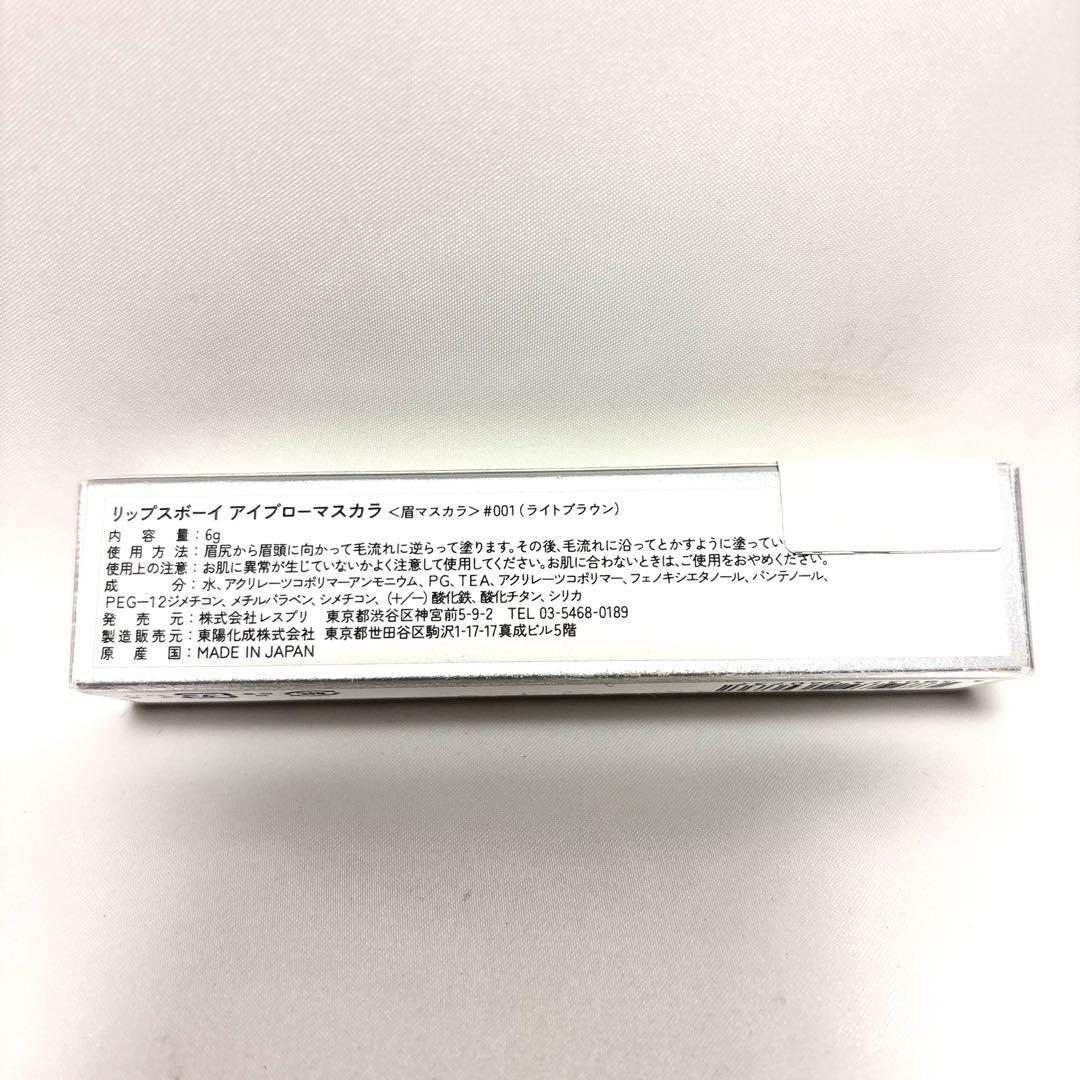 リップスボーイ アイブローマスカラ <眉マスカラ> #001 (ライトブラウン)
内容量：6g
使用方法：眉尻から眉頭に向かって毛流れに逆らって塗ります。その後、毛流れに沿ってとかすように塗ってい
使用上の注意：お肌に異常が生じていないかよく注意して使用してください。お肌に合わないときは、ご使用をおやめください。
成分：水、アクリレーツコポリマーアンモニウム、PG、TEA、アクリレーツコポリマー、フェノキシエタノール、パンテノール、
PEG-12ジメチコン、メチルパラベン、シメチコン、(+/-) 酸化鉄、酸化チタン、シリカ
発売元：株式会社レスプリ 東京都渋谷区神宮前5-9-2 TEL 03-5468-0189
製造販売元：東陽化成株式会社 東京都世田谷区駒沢1-17-17真成ビル5階
原産国：MADE IN JAPAN